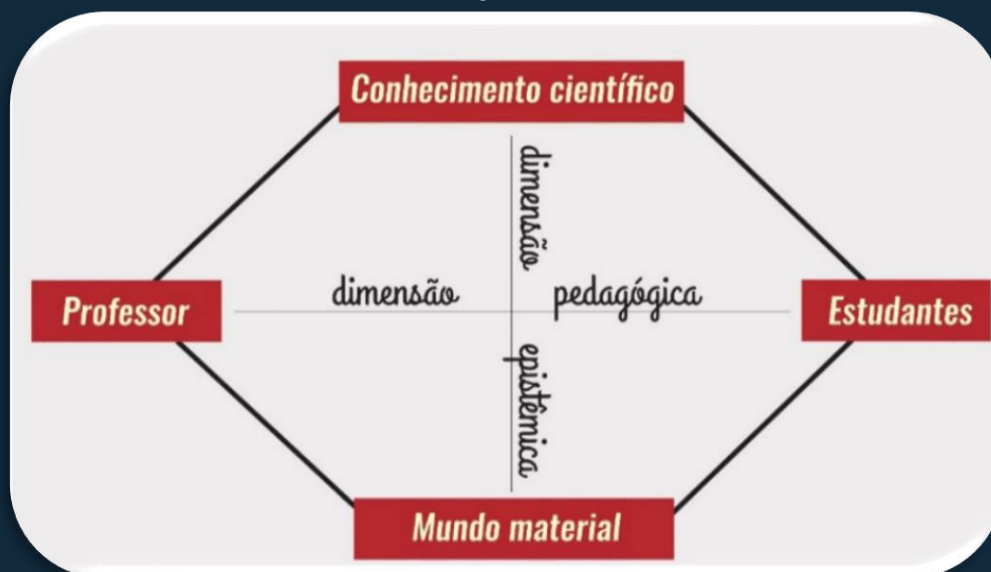 Conhecimento científico
dimensão
dimensão pedagógica
Professor
Estudantes
epistêmica
Mundo material